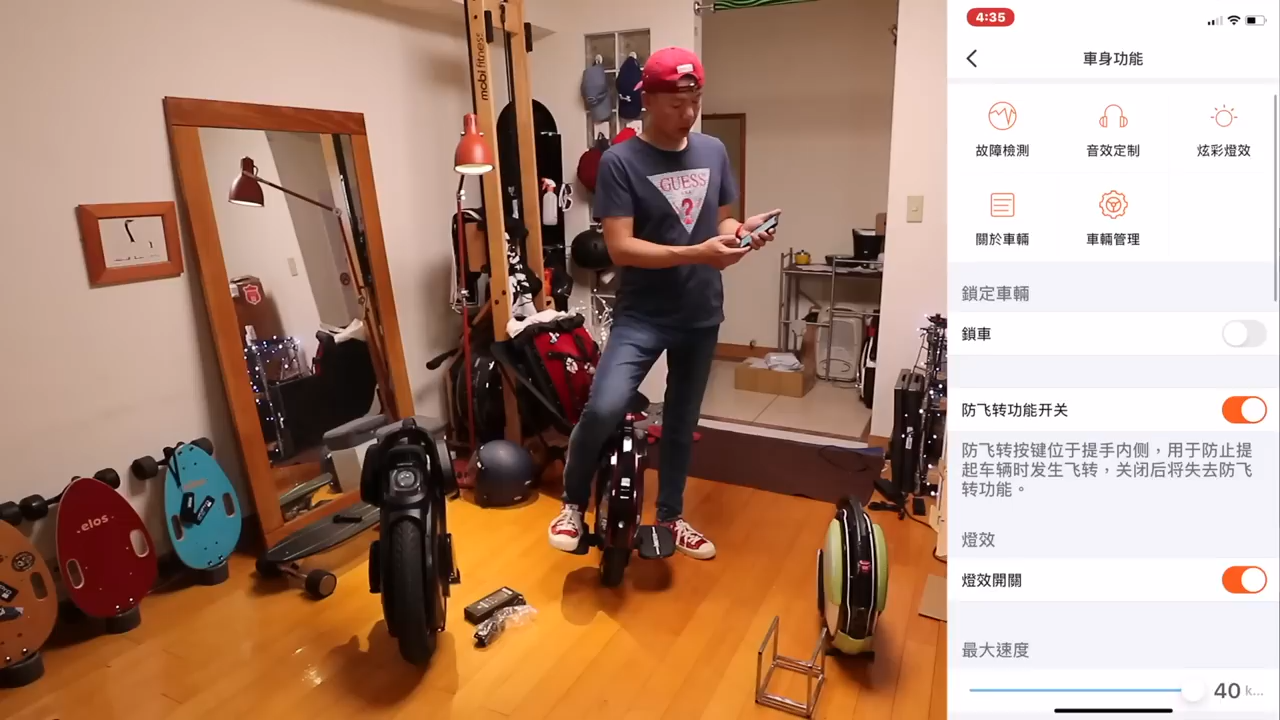 mobi fitness
GUESS
?
.elos.
4:35
車身功能
故障檢測
音效定制
炫彩燈效
關於車輛
車輛管理
鎖定車輛
鎖車
防飞转功能开关
防飞转按键位于提手内侧，用于防止提
起车辆时发生飞转，关闭后将失去防飞
转功能。
燈效
燈效開關
最大速度
40 k...